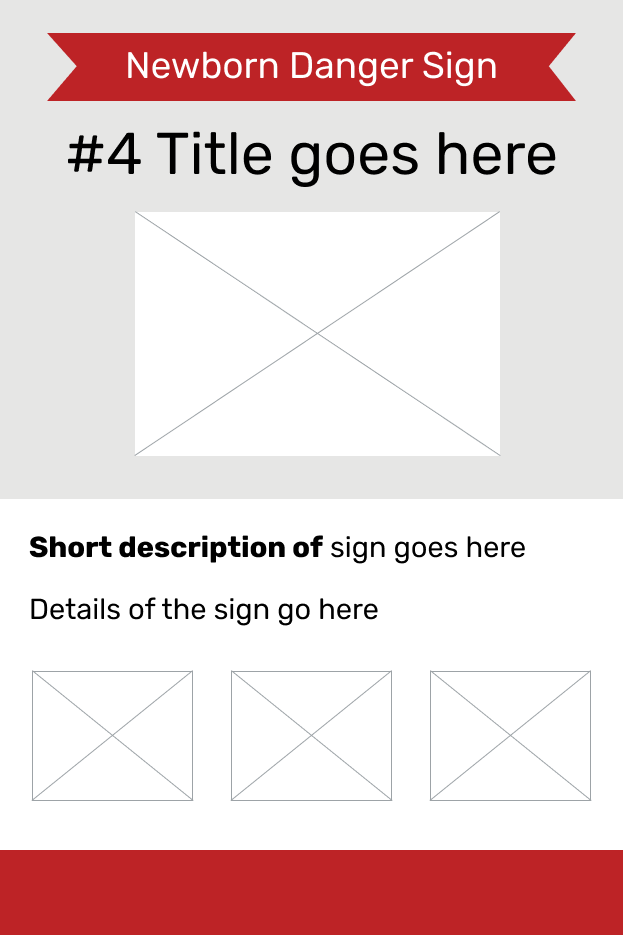 Newborn Danger Sign
#4 Title goes here
Short description of sign goes here
Details of the sign go here